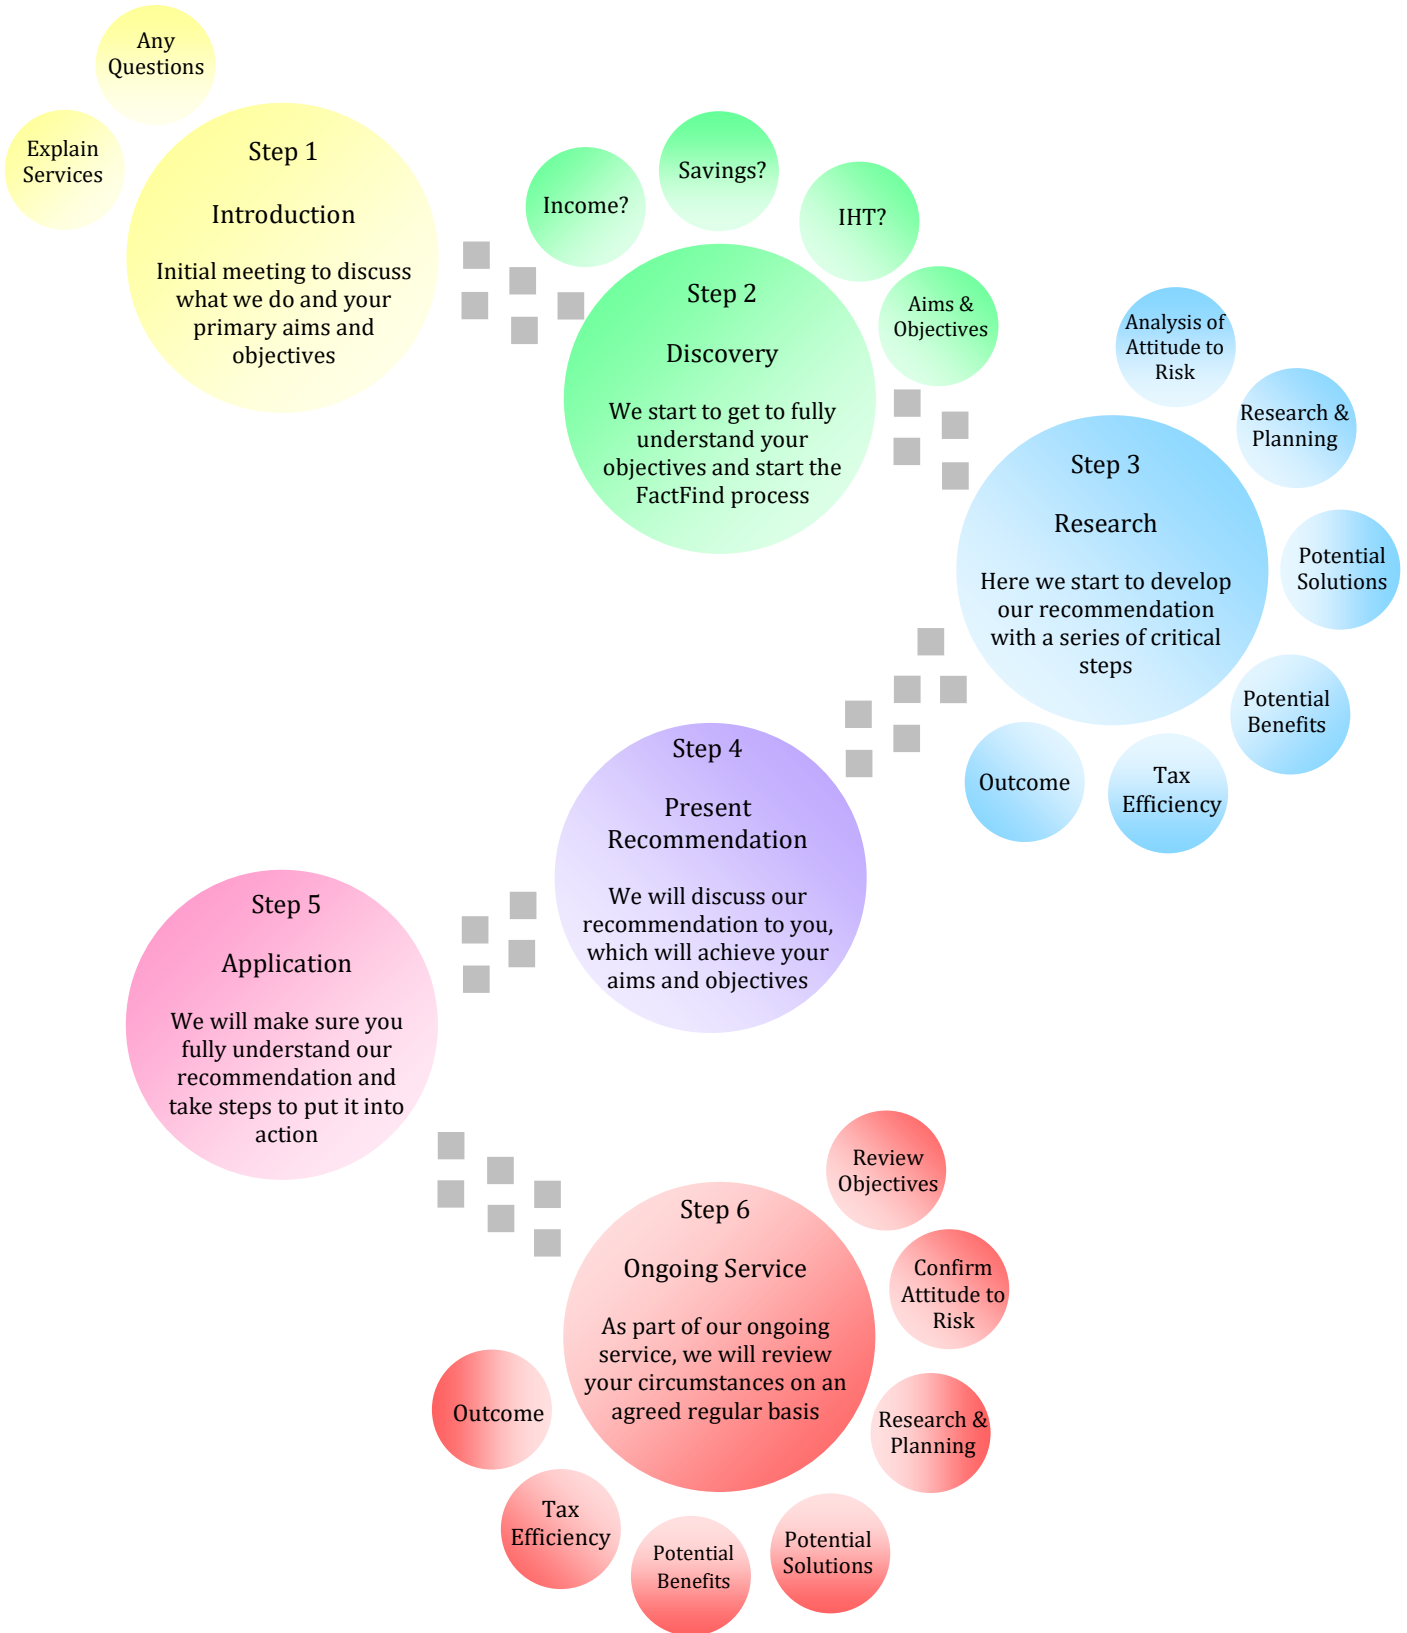 Any
Questions
Explain
Services
Step 1
Introduction
Initial meeting to discuss
what we do and your
primary aims and
objectives
Income?
Savings?
IHT?
Aims &
Objectives
Step 2
Discovery
We start to get to fully
understand your
objectives and start the
FactFind process
Analysis of
Attitude to
Risk
Research &
Planning
Potential
Solutions
Potential
Benefits
Tax
Efficiency
Outcome
Step 3
Research
Here we start to develop
our recommendation
with a series of critical
steps
Step 4
Present
Recommendation
We will discuss our
recommendation to you,
which will achieve your
aims and objectives
Step 5
Application
We will make sure you
fully understand our
recommendation and
take steps to put it into
action
Step 6
Ongoing Service
As part of our ongoing
service, we will review
your circumstances on an
agreed regular basis
Review
Objectives
Confirm
Attitude to
Risk
Research &
Planning
Potential
Solutions
Potential
Benefits
Tax
Efficiency
Outcome